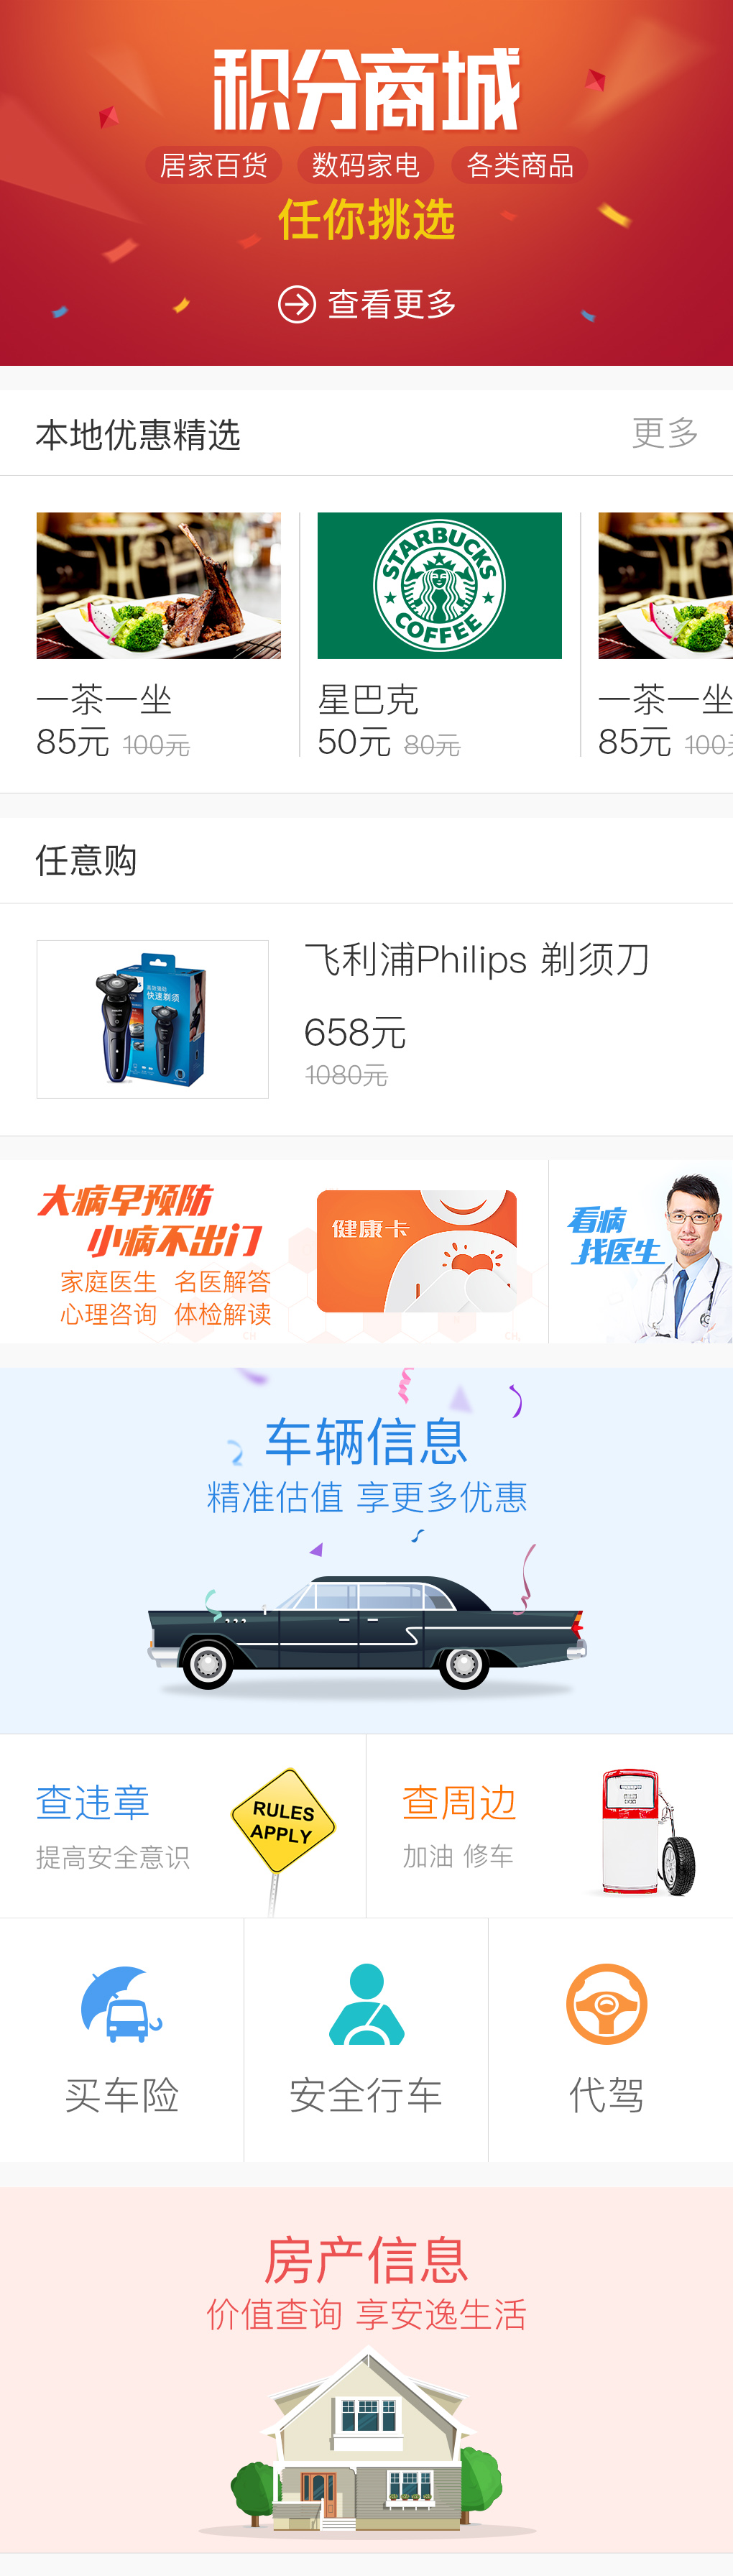 积分商城
居家百货 数码家电 各类商品
任你挑选
查看更多
本地优惠精选 更多
STARBUCKS
COFFEE
一茶一坐 星巴克 一茶一坐
85元 100元 50元 80元 85元 100元
任意购
飞利浦Philips 剃须刀
快速剃须
658元
1080元
大病早预防
小病不出门
家庭医生 名医解答
心理咨询 体检解读
健康卡
看病
找医生
车辆信息
精准估值 享更多优惠
查违章
提高安全意识
RULES
APPLY
查周边
加油 修车
买车险 安全行车 代驾
房产信息
价值查询 享安逸生活